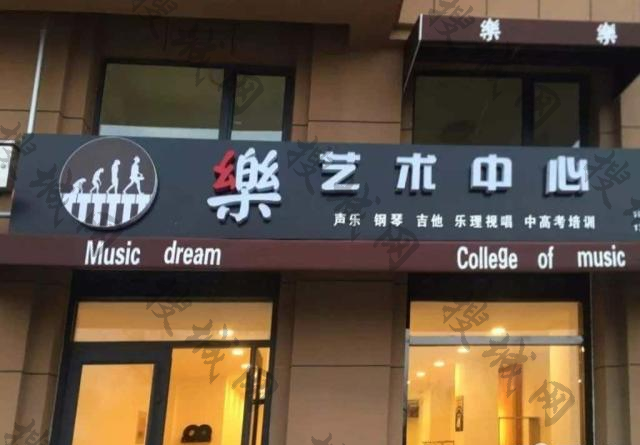 樂 樂
樂艺术中心
声乐 钢琴 吉他 乐理视唱 中高考培训
Music dream
College of music